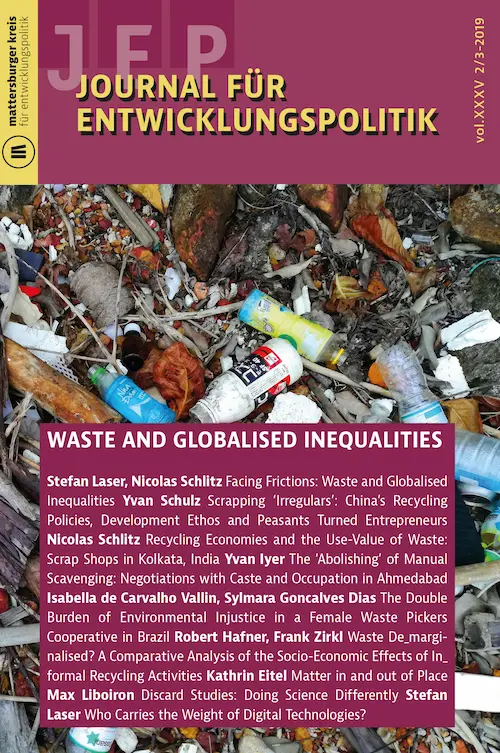 mattersburger kreis
für entwicklungspolitik
JEP
JOURNAL FÜR
ENTWICKLUNGSPOLITIK
vol.XXXV 2/3–2019
WASTE AND GLOBALISED INEQUALITIES
Stefan Laser, Nicolas Schlitz Facing Frictions: Waste and Globalised
Inequalities Yvan Schulz Scrapping ‘Irregulars’: China’s Recycling
Policies, Development Ethos and Peasants Turned Entrepreneurs
Nicolas Schlitz Recycling Economies and the Use-Value of Waste:
Scrap Shops in Kolkata, India Yvan Iyer The ’Abolishing’ of Manual
Scavenging: Negotiations with Caste and Occupation in Ahmedabad
Isabella de Carvalho Vallin, Sylmara Goncalves Dias The Double
Burden of Environmental Injustice in a Female Waste Pickers
Cooperative in Brazil Robert Hafner, Frank Zirkl Waste De_margi-
nalised? A Comparative Analysis of the Socio-Economic Effects of In_
formal Recycling Activities Kathrin Eitel Matter in and out of Place
Max Liboiron Discard Studies: Doing Science Differently Stefan
Laser Who Carries the Weight of Digital Technologies?